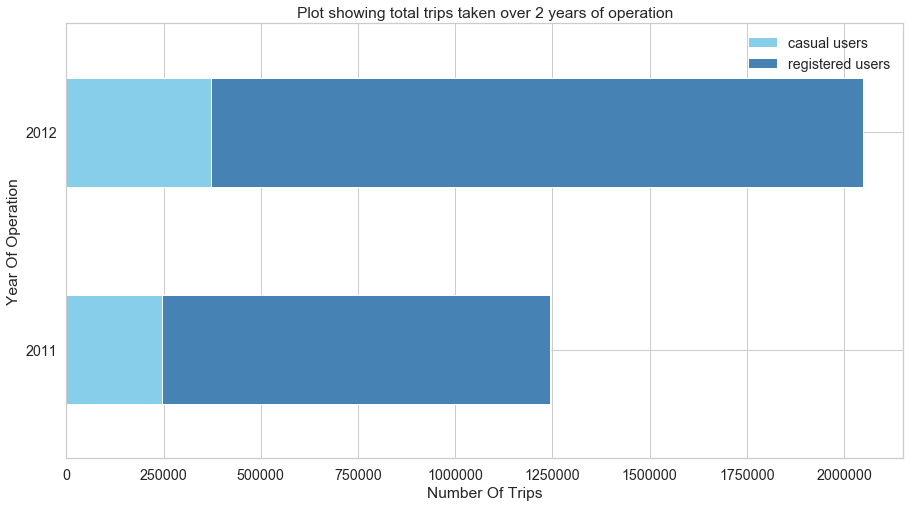 Plot showing total trips taken over 2 years of operation
casual users
registered users
2012
2011
Year Of Operation
0 250000 500000 750000 1000000 1250000 1500000 1750000 2000000
Number Of Trips